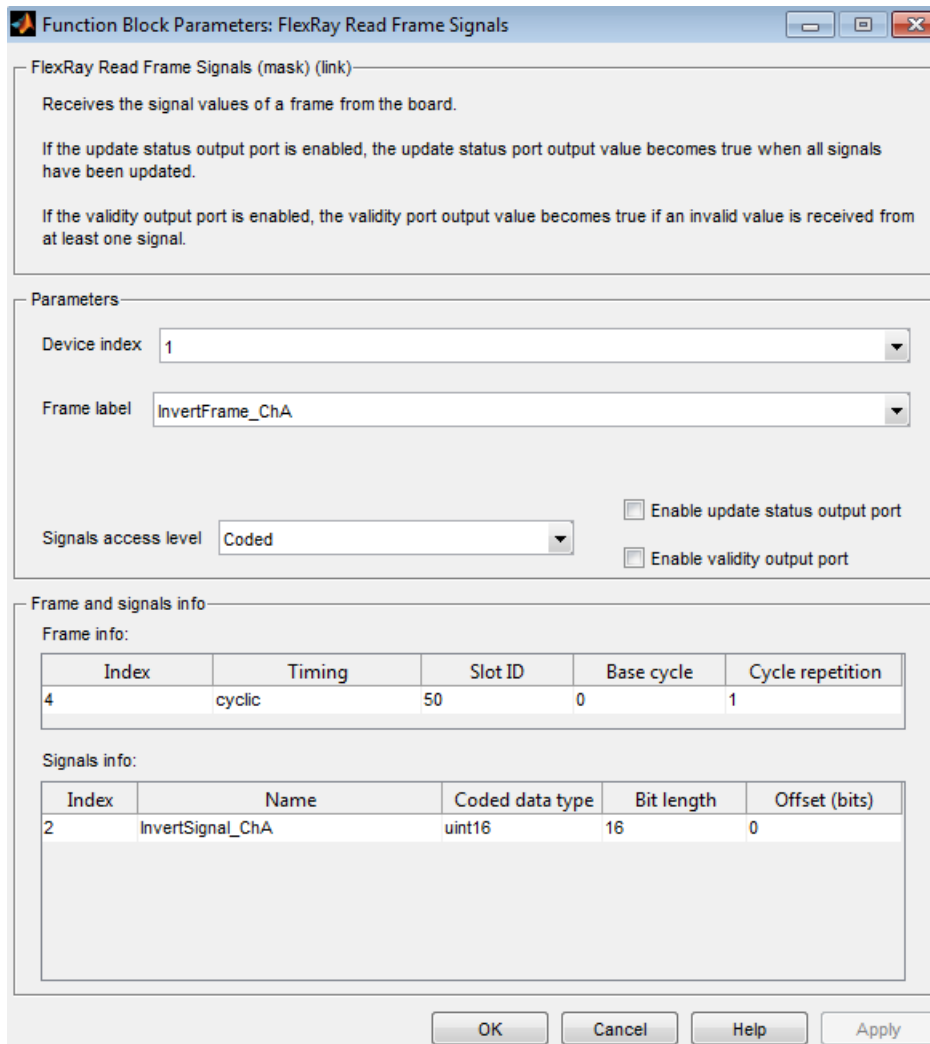 Function Block Parameters: FlexRay Read Frame Signals
FlexRay Read Frame Signals (mask) (link)
Receives the signal values of a frame from the board.
If the update status output port is enabled, the update status port output value becomes true when all signals
have been updated.
If the validity output port is enabled, the validity port output value becomes true if an invalid value is received from
at least one signal.
Parameters
Device index 1
Frame label InvertFrame_ChA
Enable update status output port
Signals access level Coded
Enable validity output port
Frame and signals info
Frame info:
Index Timing Slot ID Base cycle Cycle repetition
4 cyclic 50 0 1
Signals info:
Index Name Coded data type Bit length Offset (bits)
2 InvertSignal_ChA uint16 16 0
OK Cancel Help Apply